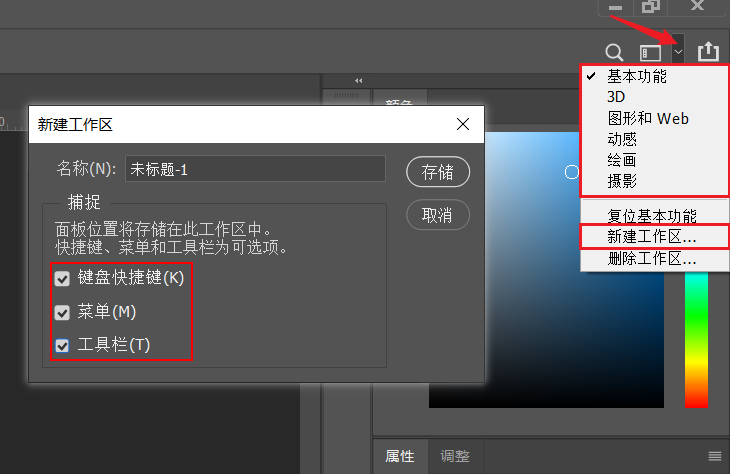 基本功能
3D
图形和 Web
动感
绘画
摄影
复位基本功能
新建工作区...
删除工作区...
颜色
新建工作区
名称(N):
未标题-1
存储
取消
捕捉
面板位置将存储在此工作区中。
快捷键、菜单和工具栏为可选项。
键盘快捷键(K)
菜单(M)
工具栏(T)
属性
调整